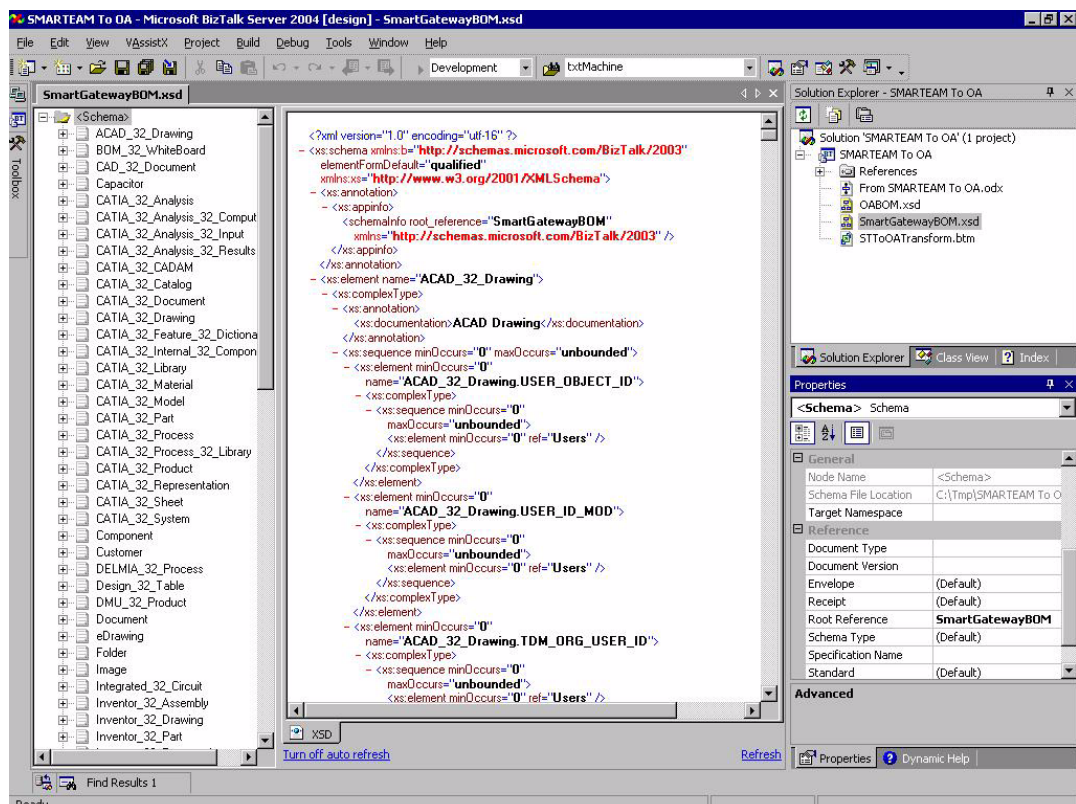 SMARTEAM To OA - Microsoft BizTalk Server 2004 [design] - SmartGatewayBOM.xsd
File Edit View VAssistX Project Build Debug Tools Window Help
Development txtMachine
SmartGatewayBOM.xsd
Toolbox
<Schema>
ACAD_32_Drawing
BOM_32_WhiteBoard
CAD_32_Document
Capacitor
CATIA_32_Analysis
CATIA_32_Analysis_32_Comput
CATIA_32_Analysis_32_Input
CATIA_32_Analysis_32_Results
CATIA_32_CADAM
CATIA_32_Catalog
CATIA_32_Document
CATIA_32_Drawing
CATIA_32_Feature_32_Dictiona
CATIA_32_Internal_32_Compon
CATIA_32_Library
CATIA_32_Material
CATIA_32_Model
CATIA_32_Part
CATIA_32_Process
CATIA_32_Process_32_Library
CATIA_32_Product
CATIA_32_Representation
CATIA_32_Sheet
CATIA_32_System
Component
Customer
DELMIA_32_Process
Design_32_Table
DMU_32_Product
Document
eDrawing
Folder
Image
Integrated_32_Circuit
Inventor_32_Assembly
Inventor_32_Drawing
Inventor_32_Part
<?xml version="1.0" encoding="utf-16" ?>
- <xs:schema xmlns:b="http://schemas.microsoft.com/BizTalk/2003"
elementFormDefault="qualified"
xmlns:xs="http://www.w3.org/2001/XMLSchema">
- <xs:annotation>
- <xs:appinfo>
<schemaInfo root_reference="SmartGatewayBOM"
xmlns="http://schemas.microsoft.com/BizTalk/2003" />
</xs:appinfo>
</xs:annotation>
- <xs:element name="ACAD_32_Drawing">
- <xs:complexType>
- <xs:annotation>
<xs:documentation>ACAD Drawing</xs:documentation>
</xs:annotation>
- <xs:sequence minOccurs="0" maxOccurs="unbounded">
- <xs:element minOccurs="0"
name="ACAD_32_Drawing.USER_OBJECT_ID">
- <xs:complexType>
- <xs:sequence minOccurs="0"
maxOccurs="unbounded">
<xs:element minOccurs="0" ref="Users" />
</xs:sequence>
</xs:complexType>
</xs:element>
- <xs:element minOccurs="0"
name="ACAD_32_Drawing.USER_ID_MOD">
- <xs:complexType>
- <xs:sequence minOccurs="0"
maxOccurs="unbounded">
<xs:element minOccurs="0" ref="Users" />
</xs:sequence>
</xs:complexType>
</xs:element>
- <xs:element minOccurs="0"
name="ACAD_32_Drawing.TDM_ORG_USER_ID">
- <xs:complexType>
- <xs:sequence minOccurs="0"
maxOccurs="unbounded">
<xs:element minOccurs="0" ref="Users" />
XSD
Turn off auto refresh Refresh
Solution Explorer - SMARTEAM To OA
Solution 'SMARTEAM To OA' (1 project)
SMARTEAM To OA
References
From SMARTEAM To OA.odx
OABOM.xsd
SmartGatewayBOM.xsd
STToOATransform.btm
Solution Explorer Class View Index
Properties
<Schema> Schema
General
Node Name <Schema>
Schema File Location C:\Tmp\SMARTEAM To O
Target Namespace
Reference
Document Type
Document Version
Envelope (Default)
Receipt (Default)
Root Reference SmartGatewayBOM
Schema Type (Default)
Specification Name
Standard (Default)
Advanced
Properties Dynamic Help
Find Results 1
Ready